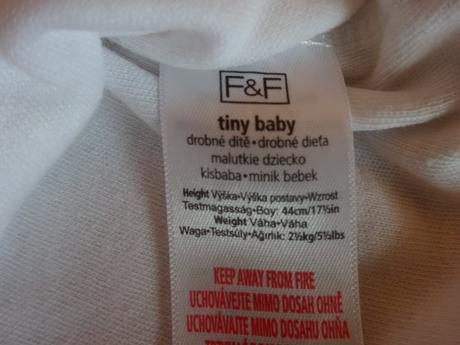 F&F
tiny baby
drobné dítě•drobné dieťa
malutkie dziecko
kisbaba•minik bebek
Height Výška•Výška postavy•Wzrost
Testmagasság•Boy: 44cm/17½in
Weight Váha•Váha
Waga•Testsúly•Ağırlık: 2½kg/5½lbs
KEEP AWAY FROM FIRE
UCHOVÁVEJTE MIMO DOSAH OHNĚ
UCHOVÁVAJTE MIMO DOSAHU OHŇA